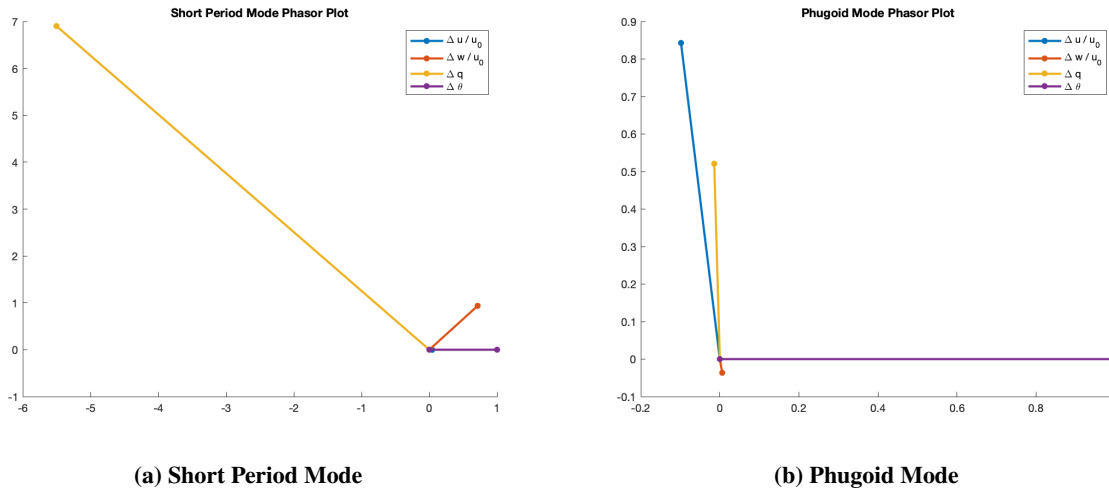 Short Period Mode Phasor Plot
7
6
5
4
3
2
1
0
-1
-6
-5
-4
-3
-2
-1
0
1
Δ u / u0
Δ w / u0
Δ q
Δ θ
(a) Short Period Mode
Phugoid Mode Phasor Plot
0.9
0.8
0.7
0.6
0.5
0.4
0.3
0.2
0.1
0
-0.1
-0.2
0
0.2
0.4
0.6
0.8
Δ u / u0
Δ w / u0
Δ q
Δ θ
(b) Phugoid Mode